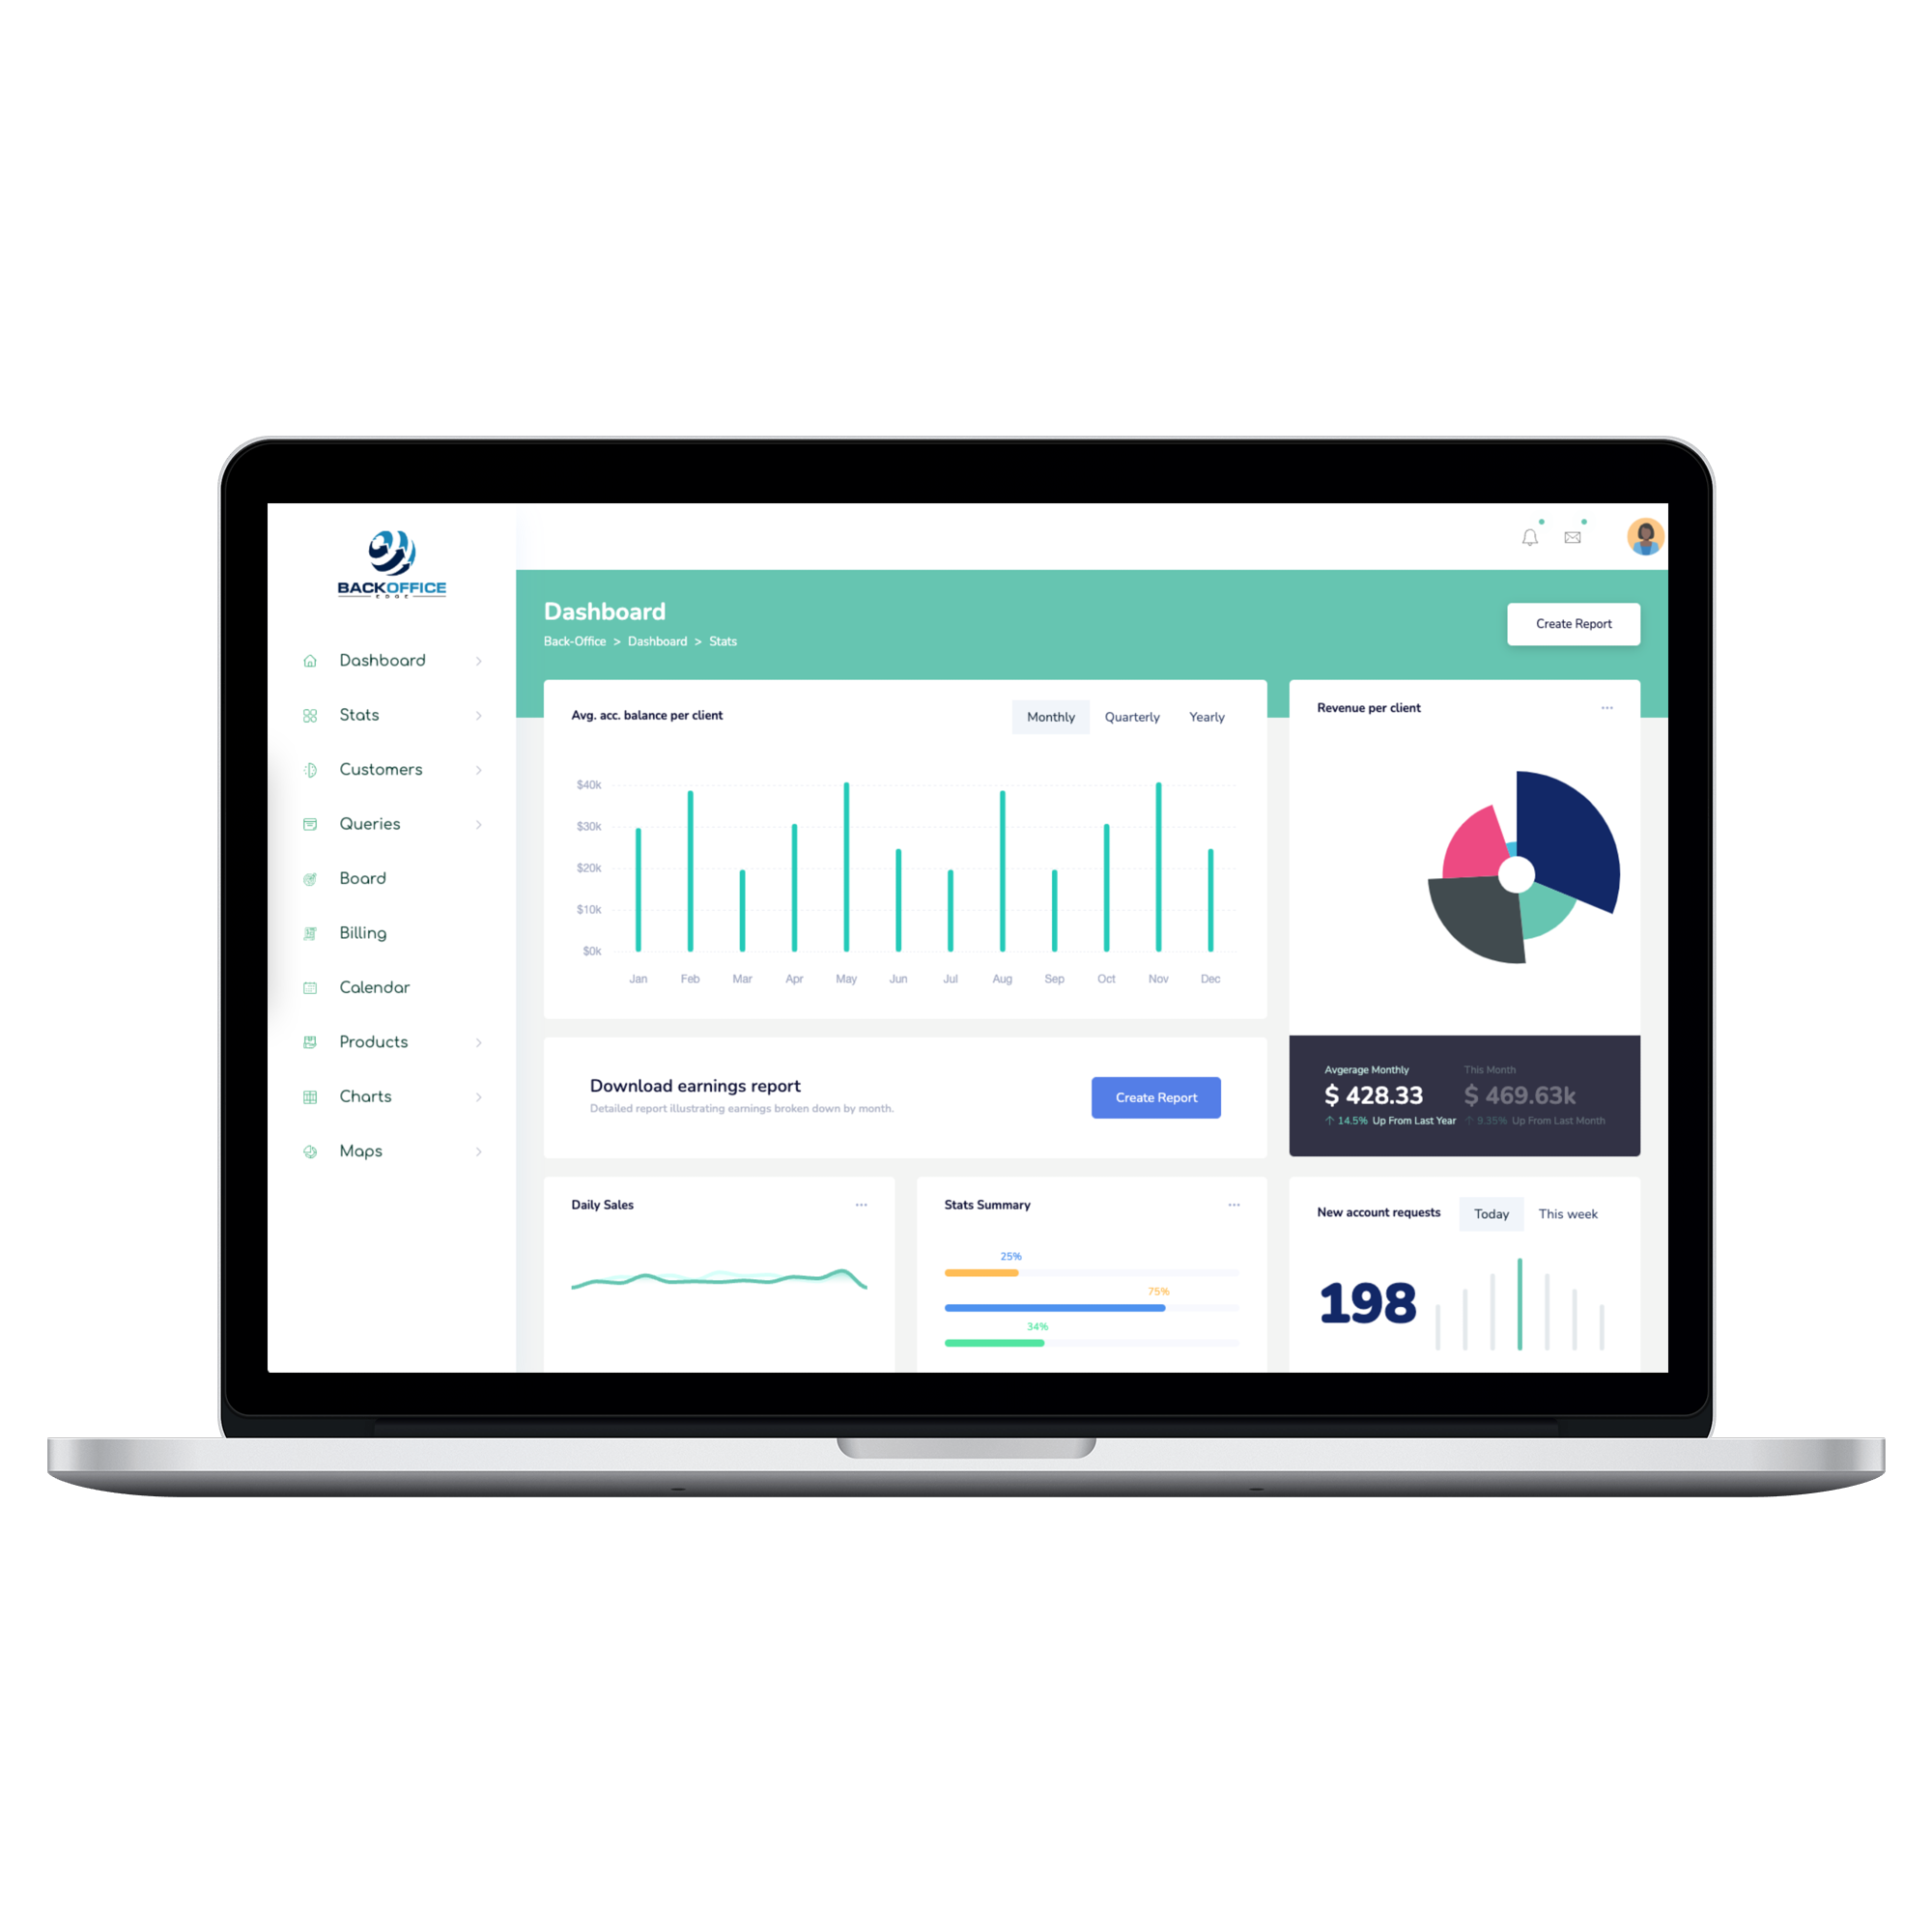 BACKOFFICE
EDGE
Dashboard
Stats
Customers
Queries
Board
Billing
Calendar
Products
Charts
Maps
Dashboard
Back-Office > Dashboard > Stats
Create Report
Avg. acc. balance per client
Monthly Quarterly Yearly
$40k
$30k
$20k
$10k
$0k
Jan Feb Mar Apr May Jun Jul Aug Sep Oct Nov Dec
Revenue per client
Avgerage Monthly
$ 428.33
14.5% Up From Last Year
This Month
$ 469.63k
9.35% Up From Last Month
Download earnings report
Detailed report illustrating earnings broken down by month.
Create Report
Daily Sales
Stats Summary
25%
75%
34%
New account requests
Today This week
198